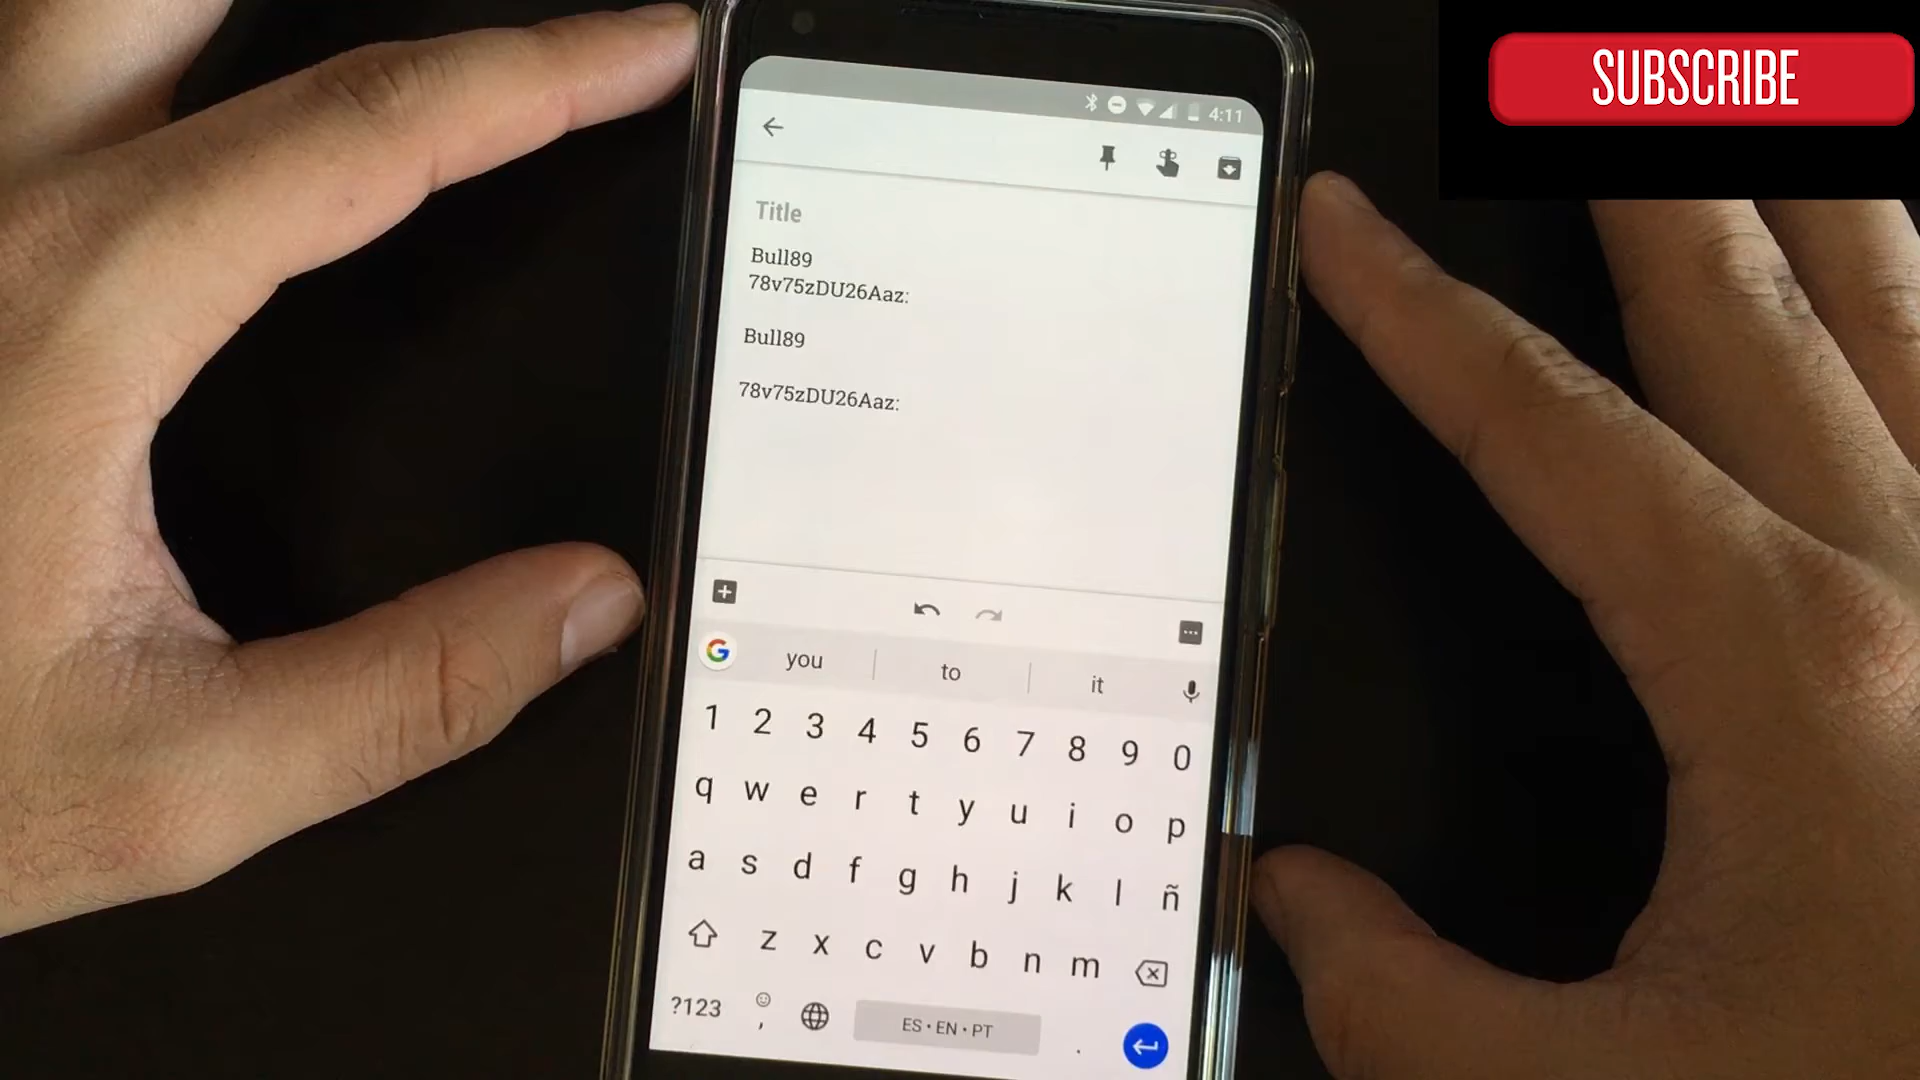 SUBSCRIBE
4:11
Title
Bull89
78v75zDU26Aaz:
Bull89
78v75zDU26Aaz:
you to it
1 2 3 4 5 6 7 8 9 0
q w e r t y u i o p
a s d f g h j k l ñ
z x c v b n m
?123 , ES • EN • PT .